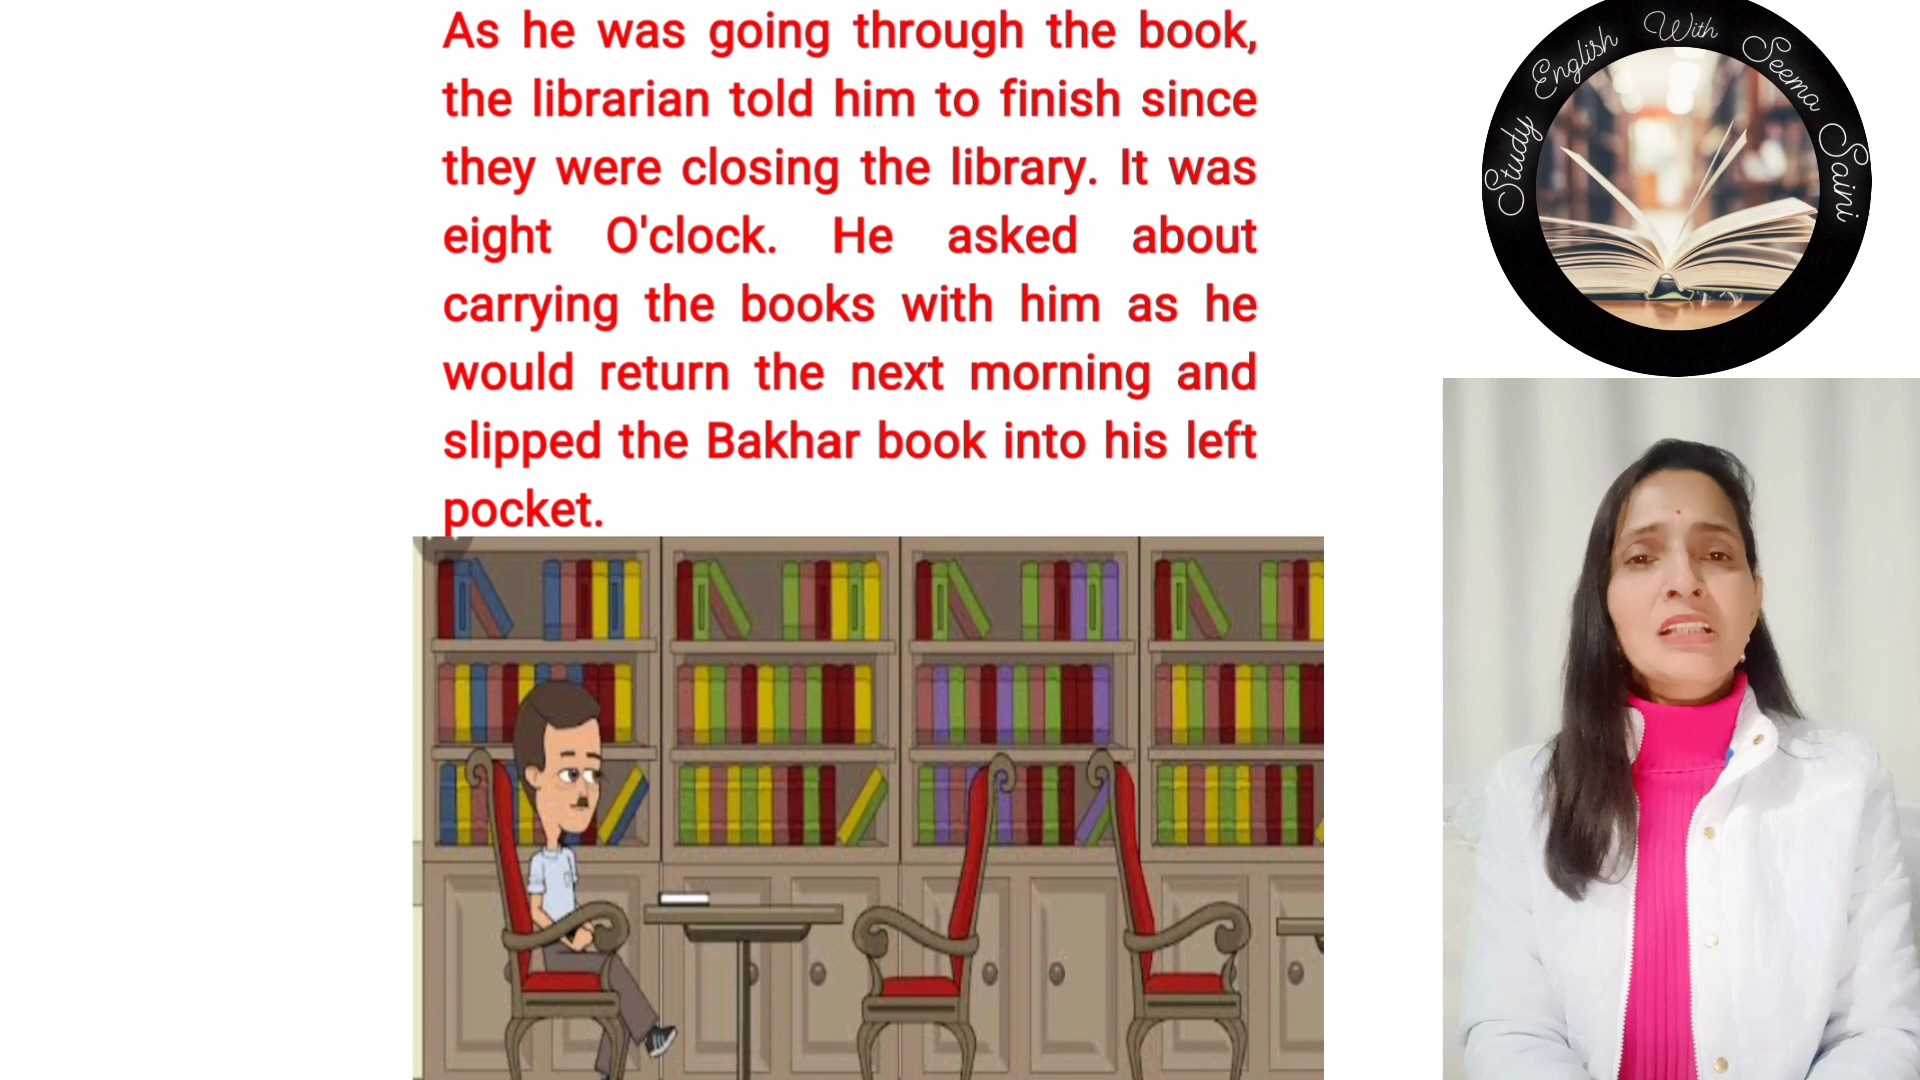 As he was going through the book,
the librarian told him to finish since
they were closing the library. It was
eight O'clock. He asked about
carrying the books with him as he
would return the next morning and
slipped the Bakhar book into his left
pocket.
Study English With Seema Saini